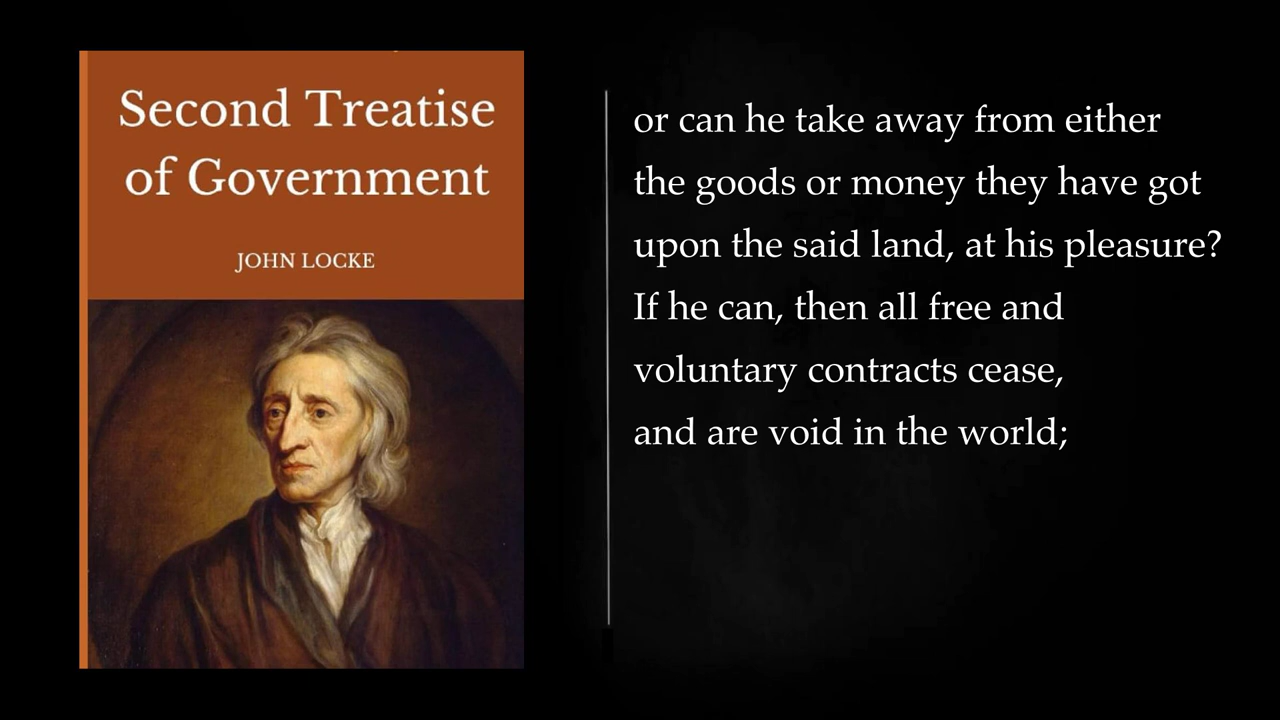 Second Treatise
of Government
JOHN LOCKE
or can he take away from either
the goods or money they have got
upon the said land, at his pleasure?
If he can, then all free and
voluntary contracts cease,
and are void in the world;